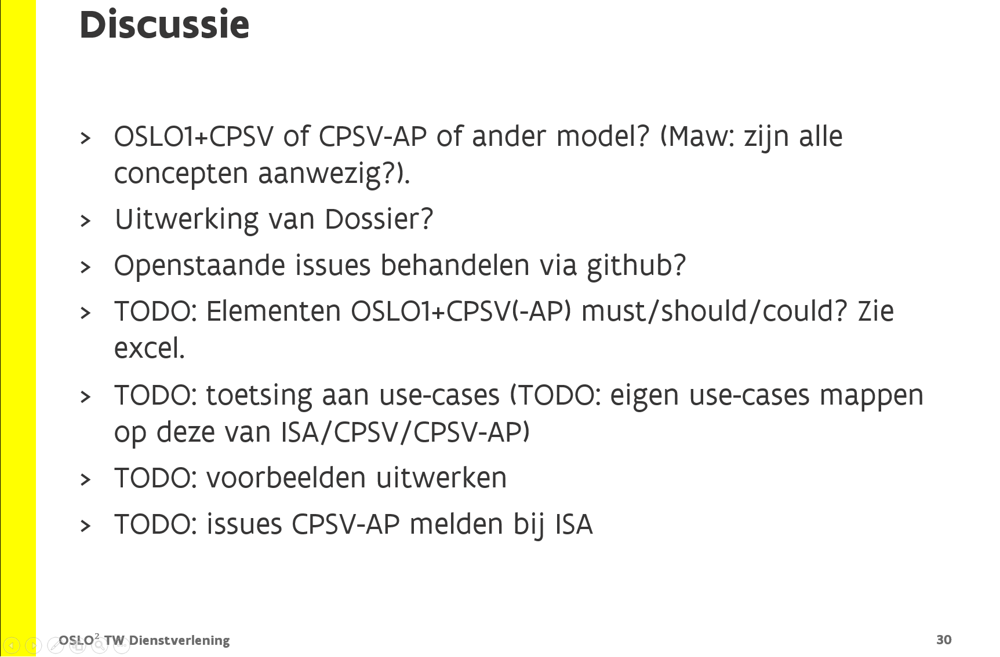 Discussie
> OSLO1+CPSV of CPSV-AP of ander model? (Maw: zijn alle
concepten aanwezig?).
> Uitwerking van Dossier?
> Openstaande issues behandelen via github?
> TODO: Elementen OSLO1+CPSV(-AP) must/should/could? Zie
excel.
> TODO: toetsing aan use-cases (TODO: eigen use-cases mappen
op deze van ISA/CPSV/CPSV-AP)
> TODO: voorbeelden uitwerken
> TODO: issues CPSV-AP melden bij ISA
OSLO² TW Dienstverlening
30